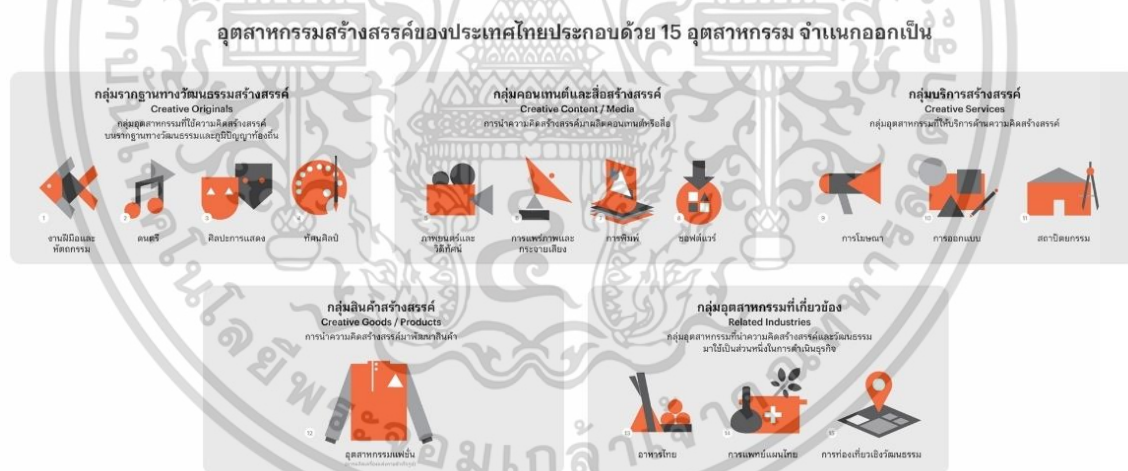 อุตสาหกรรมสร้างสรรค์ของประเทศไทยประกอบด้วย 15 อุตสาหกรรม จำแนกออกเป็น
กลุ่มรากฐานทางวัฒนธรรมสร้างสรรค์
Creative Originals
กลุ่มอุตสาหกรรมที่ใช้ความคิดสร้างสรรค์
บนรากฐานทางวัฒนธรรมและภูมิปัญญาท้องถิ่น
1
งานฝีมือและ
หัตถกรรม
2
ดนตรี
3
ศิลปะการแสดง
4
ทัศนศิลป์
กลุ่มคอนเทนต์และสื่อสร้างสรรค์
Creative Content / Media
การนำความคิดสร้างสรรค์มาผลิตคอนเทนต์หรือสื่อ
ภาพยนตร์และ
วิดีทัศน์
การแพร่ภาพและ
กระจายเสียง
การพิมพ์
8
ซอฟต์แวร์
กลุ่มบริการสร้างสรรค์
Creative Services
กลุ่มอุตสาหกรรมที่ให้บริการด้านความคิดสร้างสรรค์
9
การโฆษณา
10
การออกแบบ
11
สถาปัตยกรรม
กลุ่มสินค้าสร้างสรรค์
Creative Goods / Products
การนำความคิดสร้างสรรค์มาพัฒนาสินค้า
12
อุตสาหกรรมแฟชั่น
กลุ่มอุตสาหกรรมที่เกี่ยวข้อง
Related Industries
กลุ่มอุตสาหกรรมที่นำความคิดสร้างสรรค์และวัฒนธรรม
มาใช้เป็นส่วนหนึ่งในการดำเนินธุรกิจ
13
อาหารไทย
14
การแพทย์แผนไทย
15
การท่องเที่ยวเชิงวัฒนธรรม